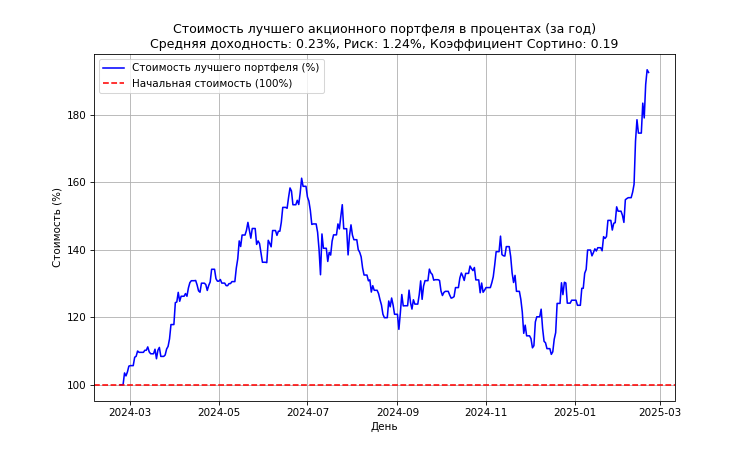 Стоимость лучшего акционного портфеля в процентах (за год)
Средняя доходность: 0.23%, Риск: 1.24%, Коэффициент Сортино: 0.19
Стоимость лучшего портфеля (%)
Начальная стоимость (100%)
Стоимость (%)
180
160
140
120
100
2024-03
2024-05
2024-07
2024-09
2024-11
2025-01
2025-03
День